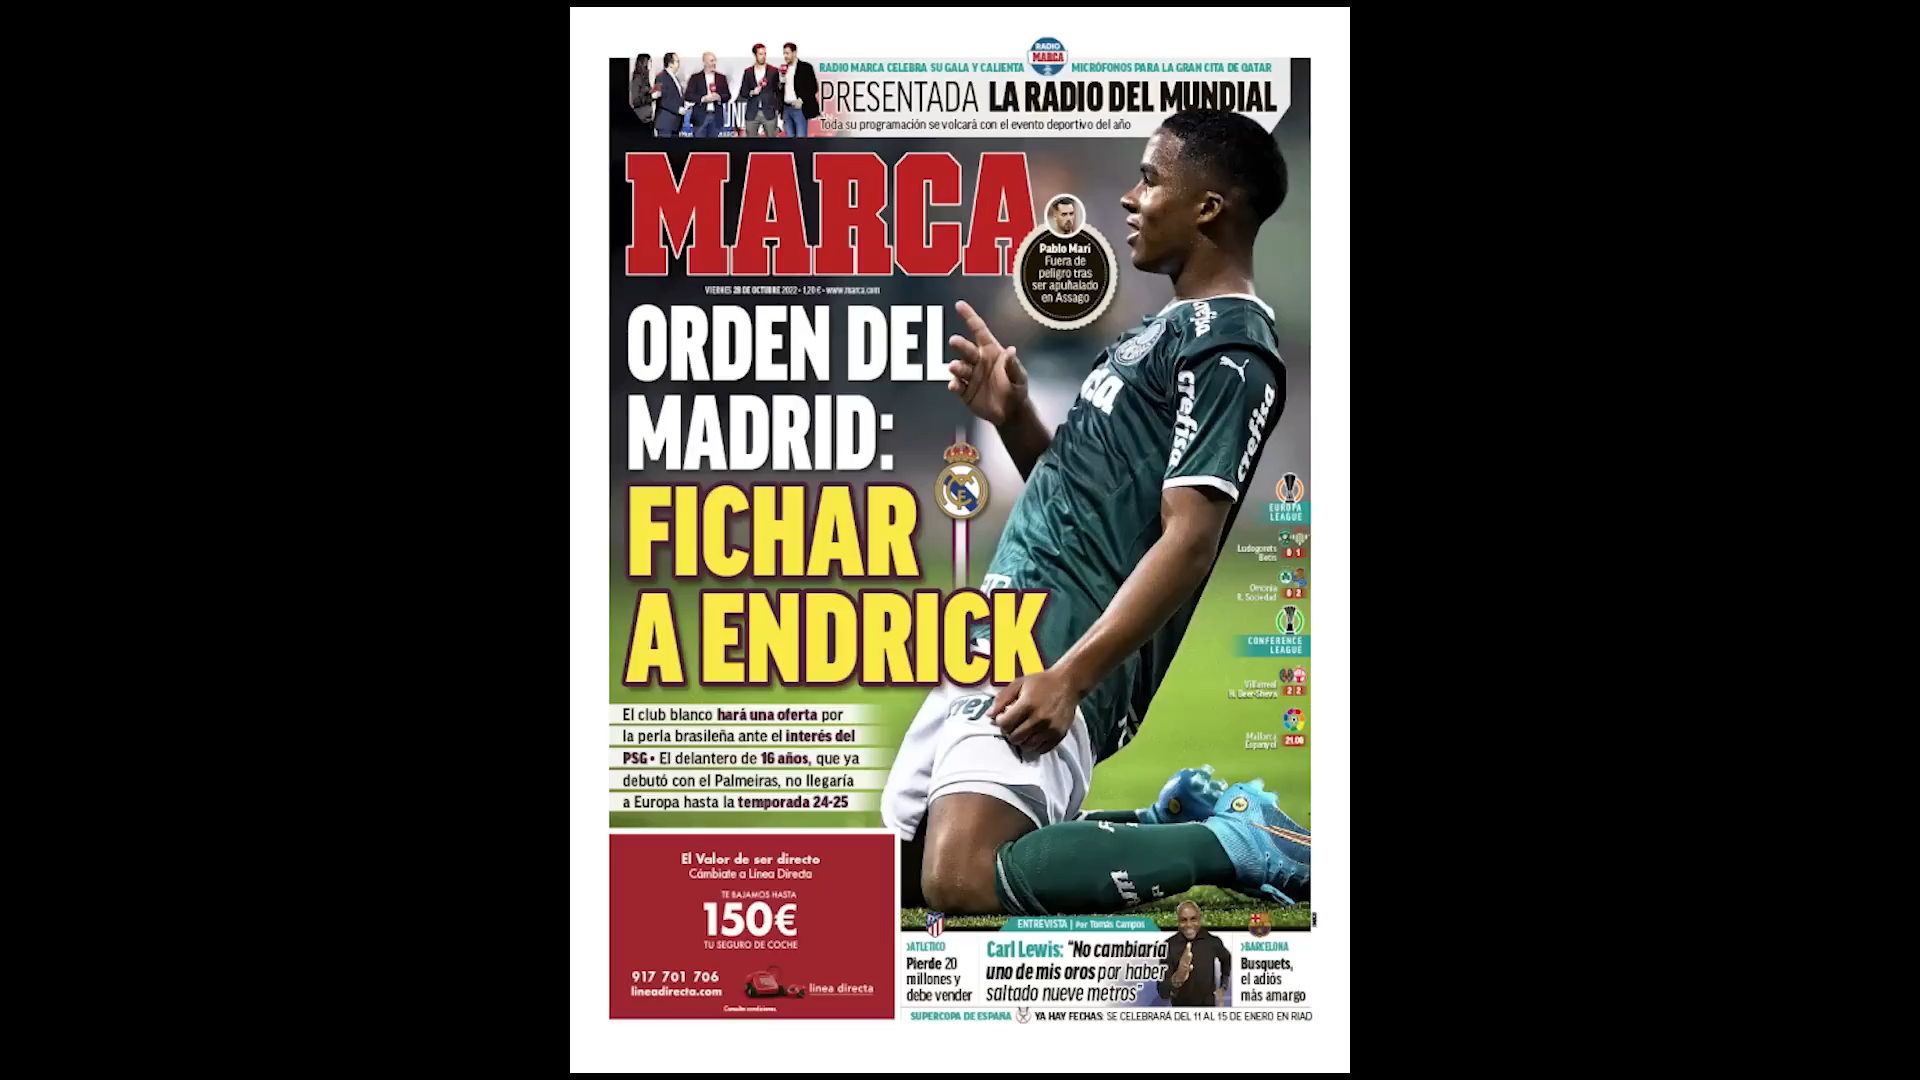 RADIO MARCA CELEBRA SU GALA Y CALIENTA
RADIO
MARCA
MICRÓFONOS PARA LA GRAN CITA DE QATAR
PRESENTADA LA RADIO DEL MUNDIAL
Toda su programación se volcará con el evento deportivo del año
MARCA
VIERNES 28 DE OCTUBRE 2022 • 1,20 € • www.marca.com
Pablo Marí
Fuera de
peligro tras
ser apuñalado
en Assago
ORDEN DEL
MADRID:
FICHAR
A ENDRICK
El club blanco hará una oferta por
la perla brasileña ante el interés del
PSG • El delantero de 16 años, que ya
debutó con el Palmeiras, no llegaría
a Europa hasta la temporada 24-25
crefisa
crefisa
EUROPA
LEAGUE
Ludogorets 0 1
Betis
Omonia 0 2
R. Sociedad
CONFERENCE
LEAGUE
Villarreal 2 2
H. Beer-Sheva
Mallorca 21.00
Espanyol
El Valor de ser directo
Cámbiate a Línea Directa
TE BAJAMOS HASTA
150€
TU SEGURO DE COCHE
917 701 706
lineadirecta.com
linea directa
Consulta condiciones.
›ATLETICO
Pierde 20
millones y
debe vender
ENTREVISTA | Por Tomás Campos
Carl Lewis: “No cambiaría
uno de mis oros por haber
saltado nueve metros”
›BARCELONA
Busquets,
el adiós
más amargo
SUPERCOPA DE ESPAÑA YA HAY FECHAS: SE CELEBRARÁ DEL 11 AL 15 DE ENERO EN RIAD